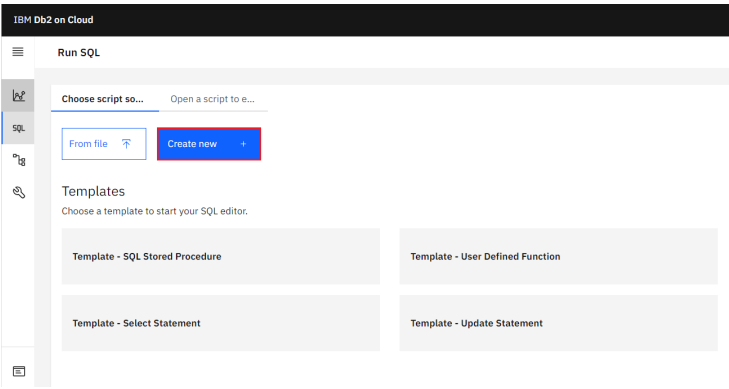 IBM Db2 on Cloud
Run SQL
Choose script so...
Open a script to e...
SQL
From file
Create new +
Templates
Choose a template to start your SQL editor.
Template - SQL Stored Procedure
Template - User Defined Function
Template - Select Statement
Template - Update Statement